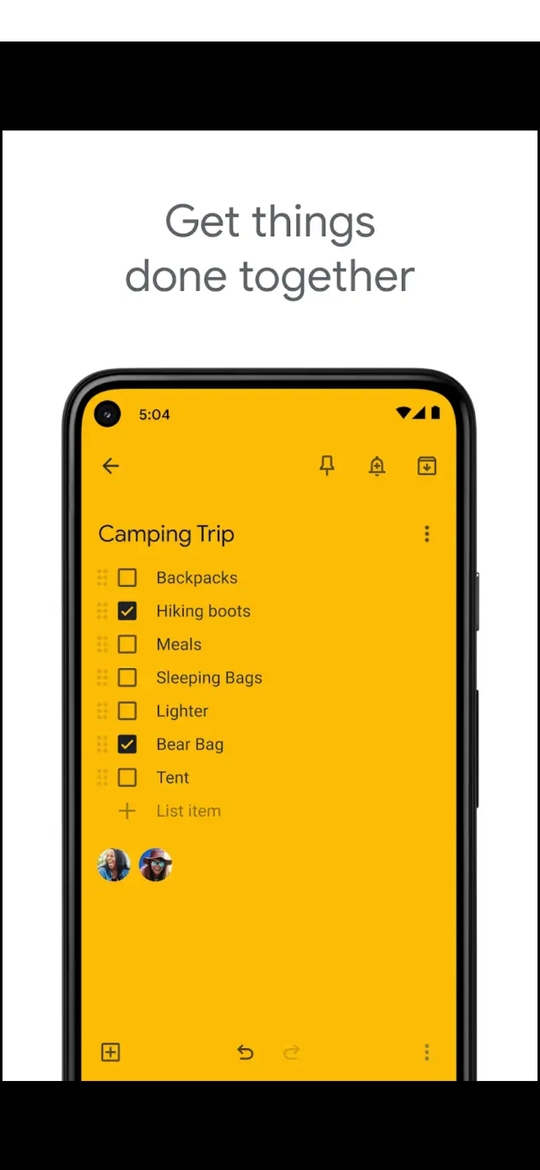 Get things
done together
5:04
Camping Trip
Backpacks
Hiking boots
Meals
Sleeping Bags
Lighter
Bear Bag
Tent
List item